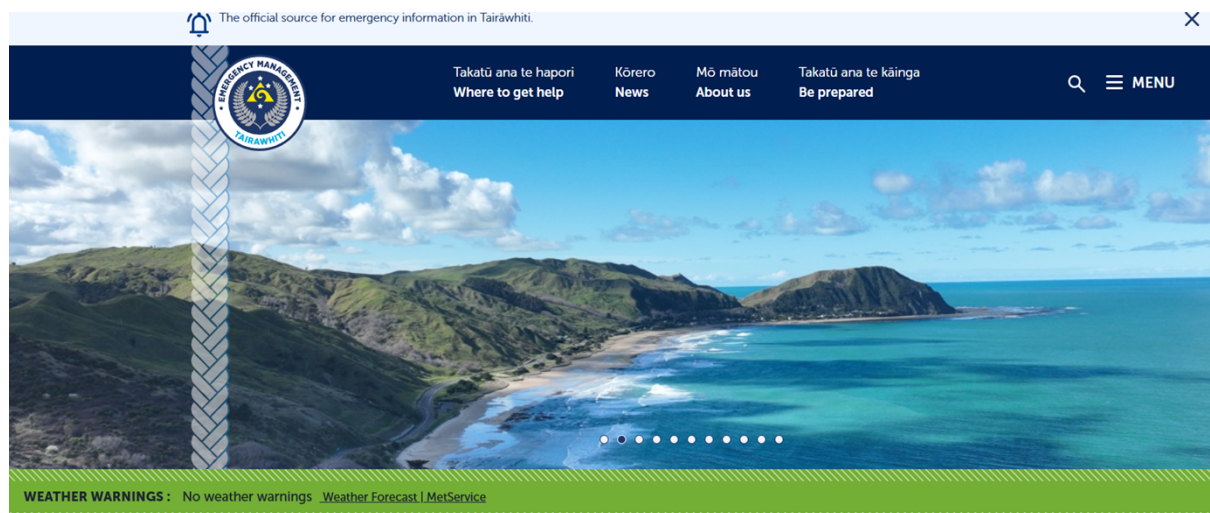 The official source for emergency information in Tairāwhiti.
EMERGENCY MANAGEMENT
TAIRAWHITI
Takatū ana te hapori
Where to get help
Kōrero
News
Mō mātou
About us
Takatū ana te kāinga
Be prepared
MENU
WEATHER WARNINGS : No weather warnings Weather Forecast | MetService